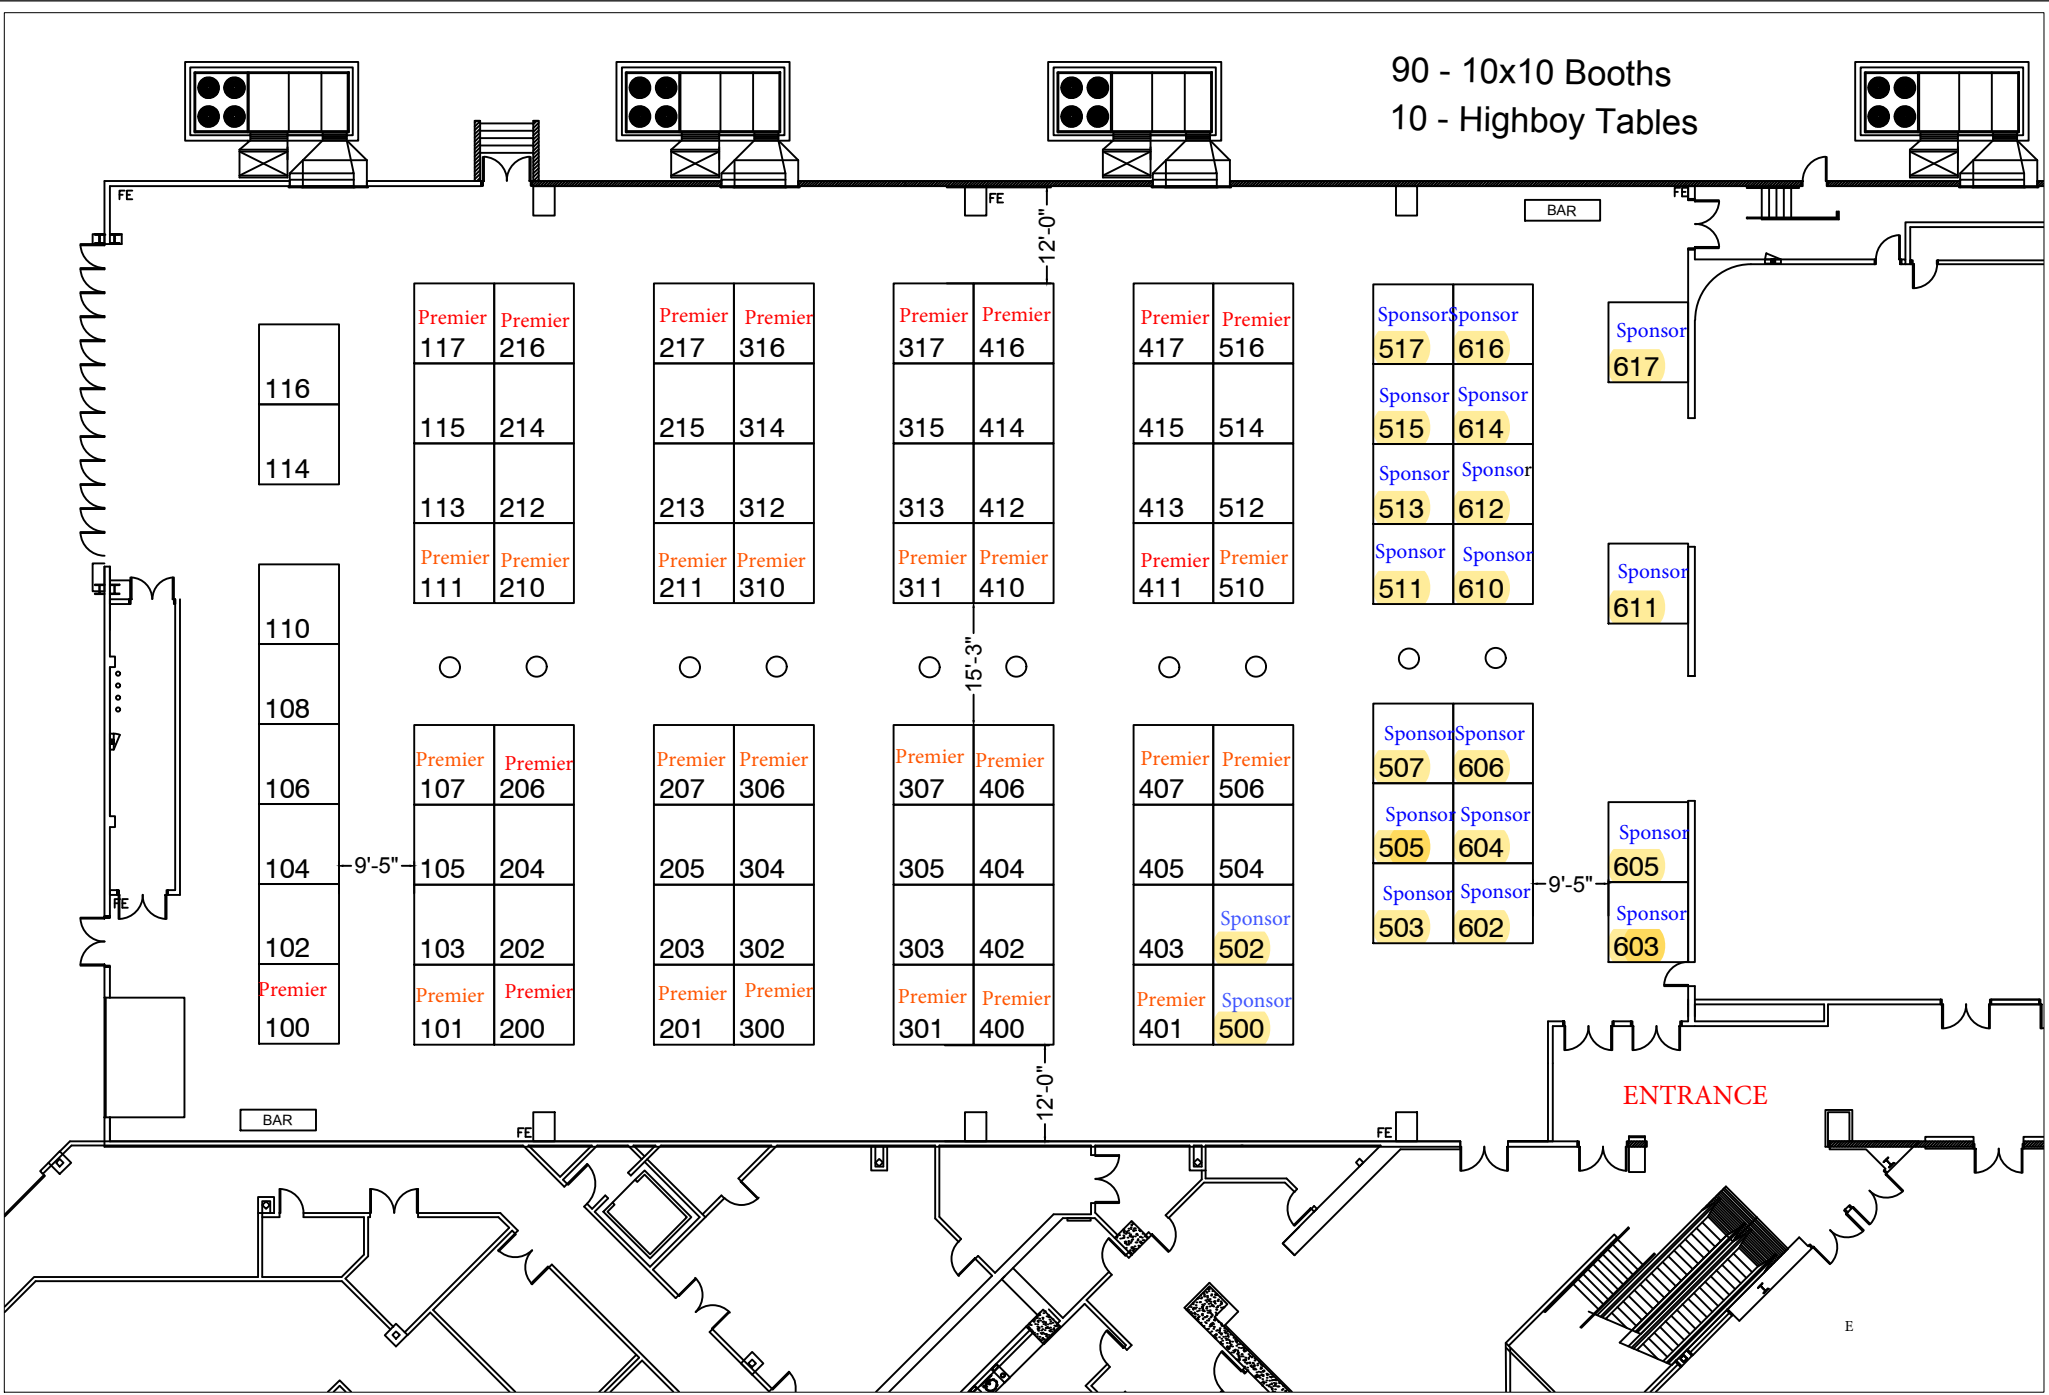 90 - 10x10 Booths
10 - Highboy Tables
FE
FE
FE
BAR
12'-0"
Premier Premier Premier Premier Premier Premier Premier Premier Sponsor Sponsor Sponsor
117 216 217 316 317 416 417 516 517 616 617
116
Sponsor Sponsor
115 214 215 314 315 414 415 514 515 614
114
Sponsor Sponsor
113 212 213 312 313 412 413 512 513 612
Premier Premier Premier Premier Premier Premier Premier Premier Sponsor Sponsor Sponsor
111 210 211 310 311 410 411 510 511 610 611
110
15'-3"
108
Premier Premier Premier Premier Premier Premier Premier Premier Sponsor Sponsor
106 107 206 207 306 307 406 407 506 507 606
Sponsor Sponsor Sponsor
104 9'-5" 105 204 205 304 305 404 405 504 505 604 9'-5" 605
FE
Sponsor Sponsor Sponsor Sponsor
102 103 202 203 302 303 402 403 502 503 602 603
Premier Premier Premier Premier Premier Premier Premier Premier Sponsor
100 101 200 201 300 301 400 401 500
12'-0"
ENTRANCE
BAR
FE
FE
E